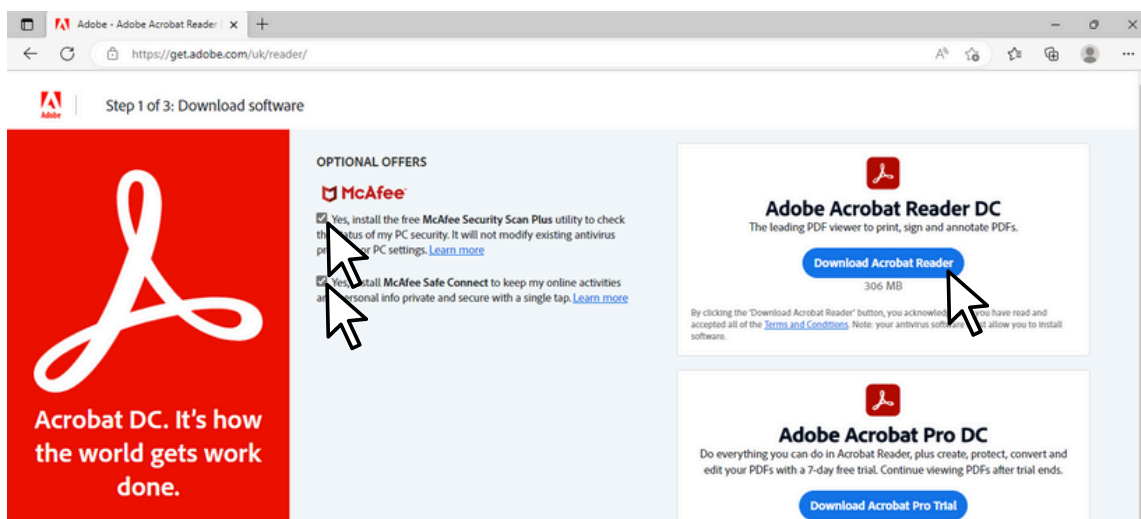 Adobe - Adobe Acrobat Reader
https://get.adobe.com/uk/reader/
Adobe
Step 1 of 3: Download software
Acrobat DC. It's how
the world gets work
done.
OPTIONAL OFFERS
McAfee
Yes, install the free McAfee Security Scan Plus utility to check
status of my PC security. It will not modify existing antivirus
or PC settings. Learn more
Yes, install McAfee Safe Connect to keep my online activities
personal info private and secure with a single tap. Learn more
Adobe Acrobat Reader DC
The leading PDF viewer to print, sign and annotate PDFs.
Download Acrobat Reader
306 MB
By clicking the 'Download Acrobat Reader' button, you acknowledge you have read and
accepted all of the Terms and Conditions. Note: your antivirus software must allow you to install
software.
Adobe Acrobat Pro DC
Do everything you can do in Acrobat Reader, plus create, protect, convert and
edit your PDFs with a 7-day free trial. Continue viewing PDFs after trial ends.
Download Acrobat Pro Trial